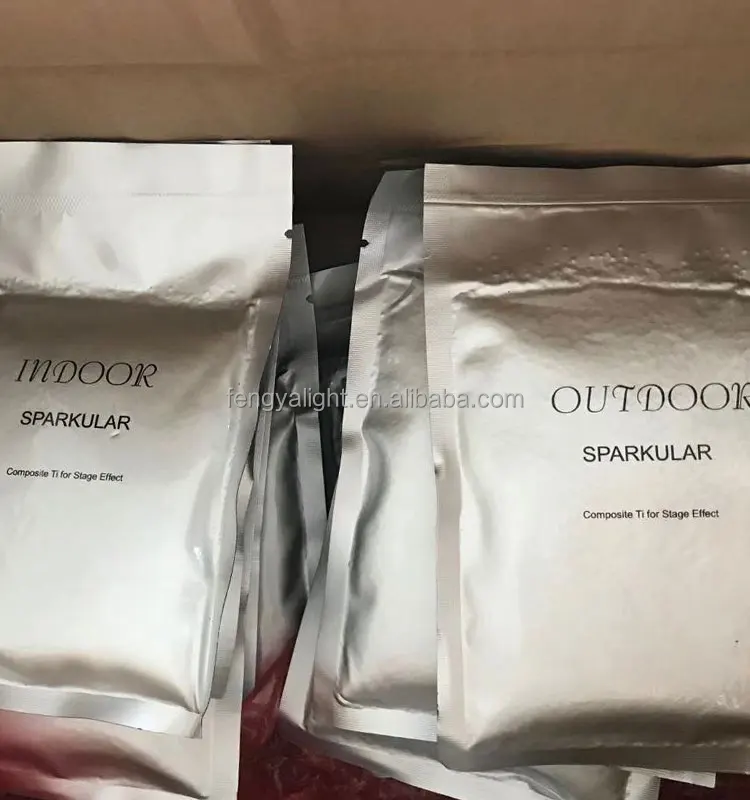 INDOOR
SPARKULAR
Composite Ti for Stage Effect
fengyalight.en.alibaba.com
OUTDOOR
SPARKULAR
Composite Ti for Stage Effect